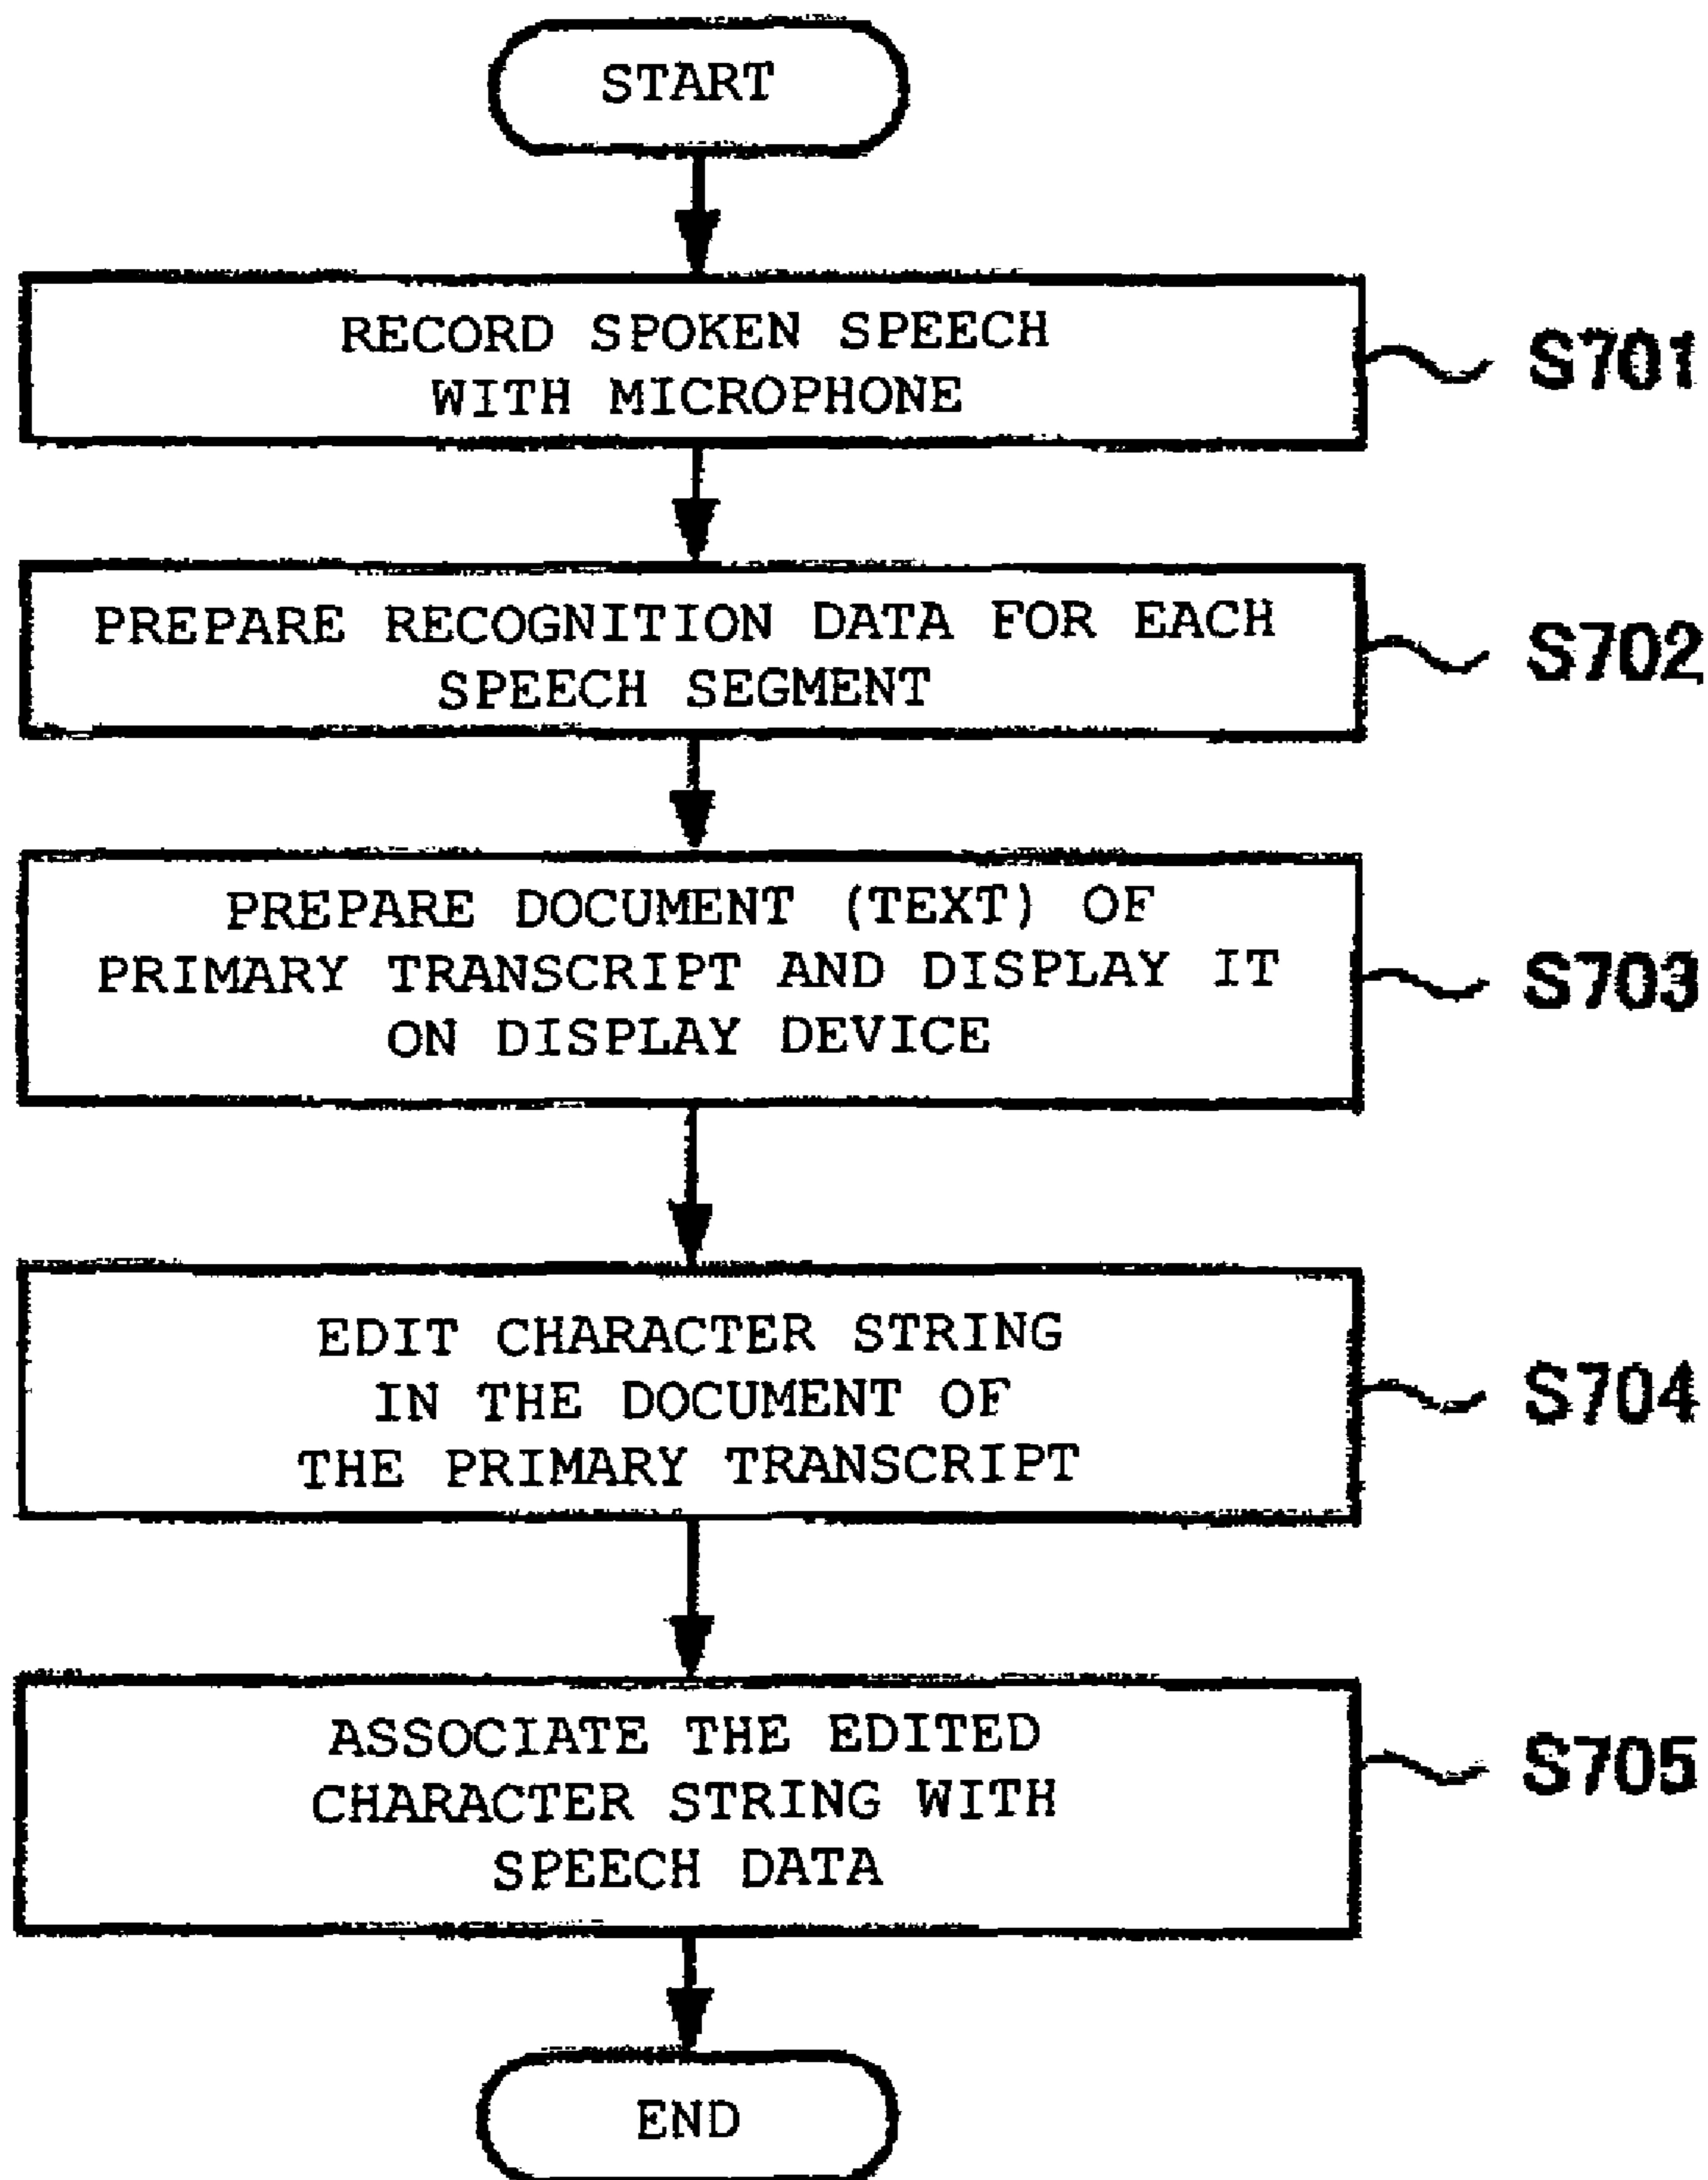 START
RECORD SPOKEN SPEECH
WITH MICROPHONE
S701
PREPARE RECOGNITION DATA FOR EACH
SPEECH SEGMENT
S702
PREPARE DOCUMENT (TEXT) OF
PRIMARY TRANSCRIPT AND DISPLAY IT
ON DISPLAY DEVICE
S703
EDIT CHARACTER STRING
IN THE DOCUMENT OF
THE PRIMARY TRANSCRIPT
S704
ASSOCIATE THE EDITED
CHARACTER STRING WITH
SPEECH DATA
S705
END